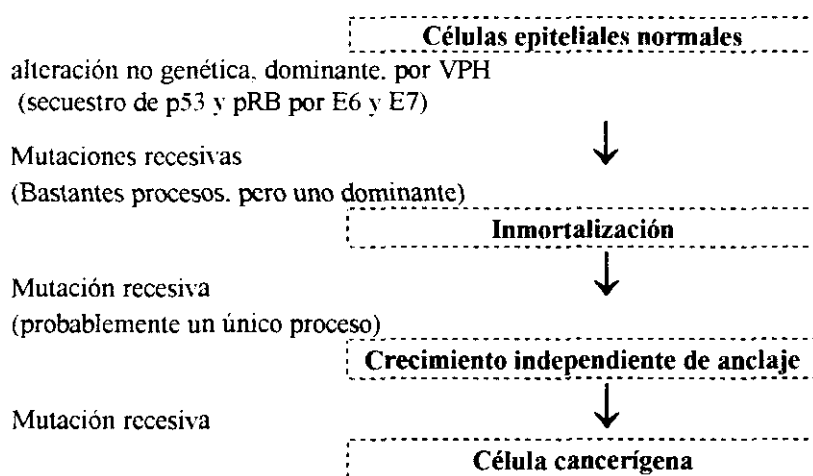 Células epiteliales normales
alteración no genética, dominante. por VPH
(secuestro de p53 y pRB por E6 y E7)
Mutaciones recesivas
(Bastantes procesos. pero uno dominante)
Inmortalización
Mutación recesiva
(probablemente un único proceso)
Crecimiento independiente de anclaje
Mutación recesiva
Célula cancerígena